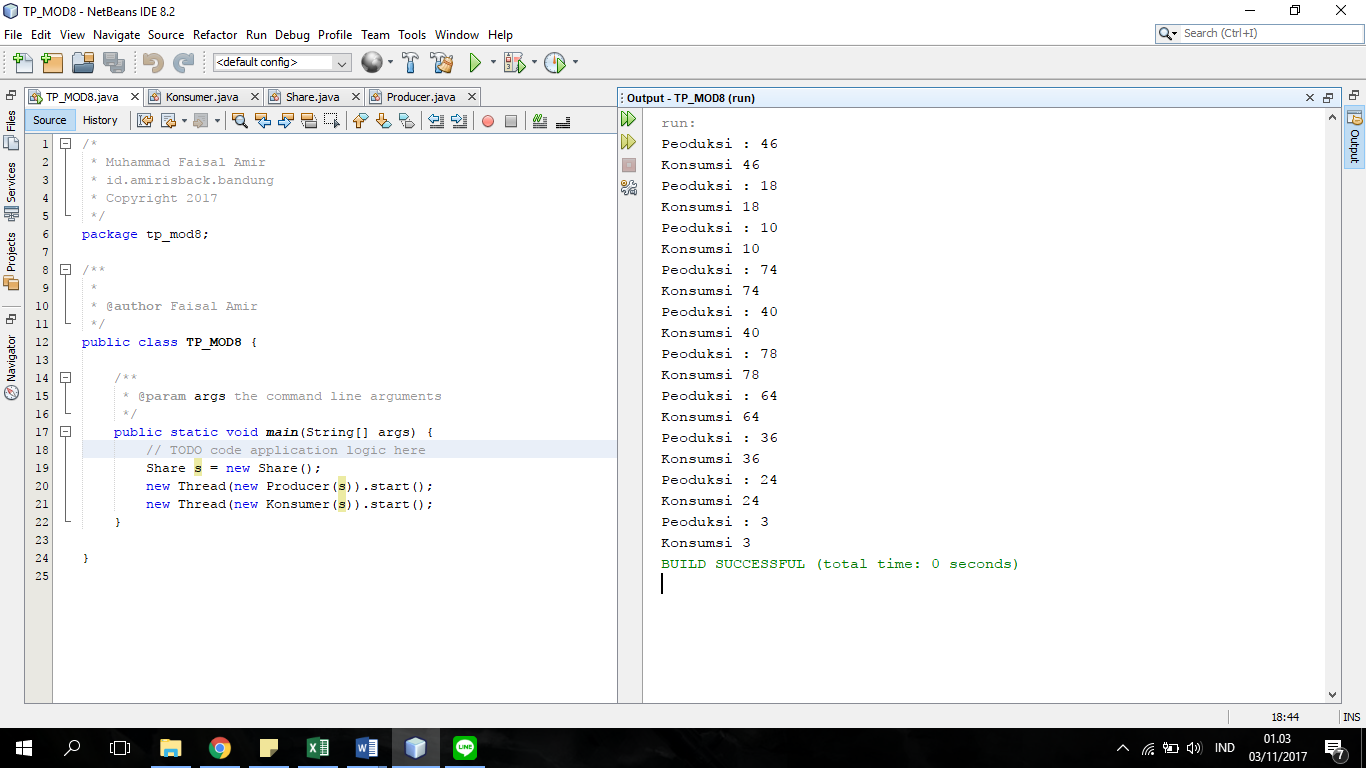 TP_MOD8 - NetBeans IDE 8.2
File Edit View Navigate Source Refactor Run Debug Profile Team Tools Window Help
Search (Ctrl+I)
<default config>
Files
Services
Projects
Navigator
TP_MOD8.java Konsumer.java Share.java Producer.java
Source History
1 /*
2 * Muhammad Faisal Amir
3 * id.amirisback.bandung
4 * Copyright 2017
5 */
6 package tp_mod8;
7
8 /**
9 *
10 * @author Faisal Amir
11 */
12 public class TP_MOD8 {
13
14 /**
15 * @param args the command line arguments
16 */
17 public static void main(String[] args) {
18 // TODO code application logic here
19 Share s = new Share();
20 new Thread(new Producer(s)).start();
21 new Thread(new Konsumer(s)).start();
22 }
23
24 }
25
Output - TP_MOD8 (run)
run:
Peoduksi : 46
Konsumsi 46
Peoduksi : 18
Konsumsi 18
Peoduksi : 10
Konsumsi 10
Peoduksi : 74
Konsumsi 74
Peoduksi : 40
Konsumsi 40
Peoduksi : 78
Konsumsi 78
Peoduksi : 64
Konsumsi 64
Peoduksi : 36
Konsumsi 36
Peoduksi : 24
Konsumsi 24
Peoduksi : 3
Konsumsi 3
BUILD SUCCESSFUL (total time: 0 seconds)
Output
18:44 INS
LINE
IND
01.03
03/11/2017
7